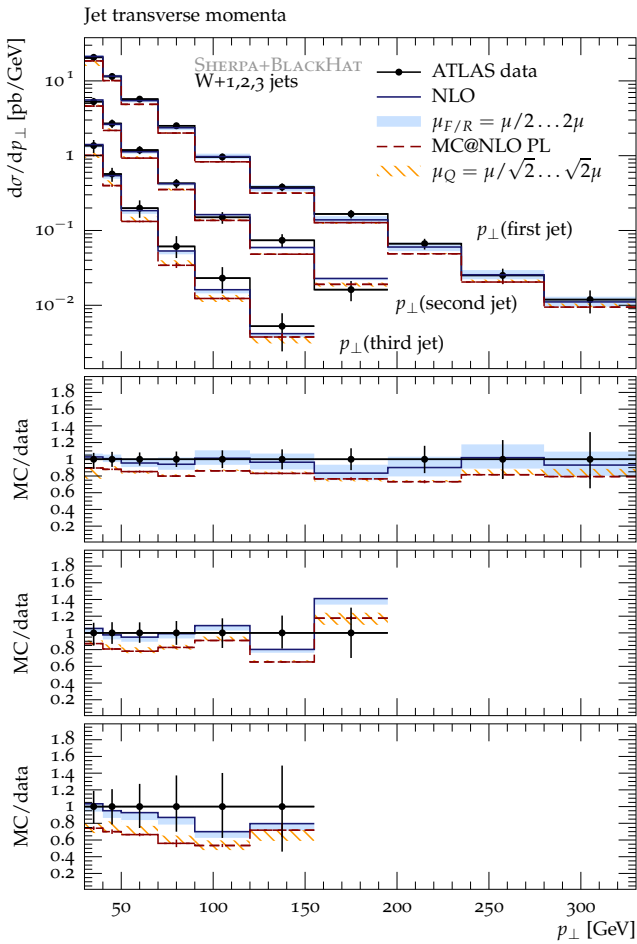 Jet transverse momenta
dσ/dp⊥ [pb/GeV]
10¹
1
10⁻¹
10⁻²
SHERPA+BLACKHAT
W+1,2,3 jets
ATLAS data
NLO
μF/R = μ/2 … 2μ
MC@NLO PL
μQ = μ/√2 … √2μ
p⊥(first jet)
p⊥(second jet)
p⊥(third jet)
MC/data
1.8
1.6
1.4
1.2
1
0.8
0.6
0.4
0.2
MC/data
1.8
1.6
1.4
1.2
1
0.8
0.6
0.4
0.2
MC/data
1.8
1.6
1.4
1.2
1
0.8
0.6
0.4
0.2
50 100 150 200 250 300
p⊥ [GeV]